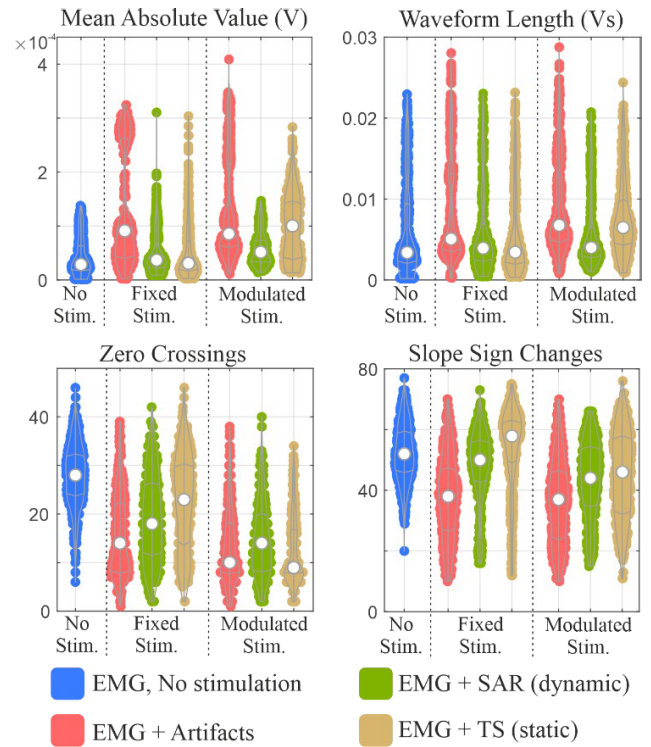 Mean Absolute Value (V)
×10⁻⁴
4
2
0
No Stim.
Fixed Stim.
Modulated Stim.
Waveform Length (Vs)
0.03
0.02
0.01
0
No Stim.
Fixed Stim.
Modulated Stim.
Zero Crossings
40
20
0
No Stim.
Fixed Stim.
Modulated Stim.
Slope Sign Changes
80
40
0
No Stim.
Fixed Stim.
Modulated Stim.
EMG, No stimulation
EMG + SAR (dynamic)
EMG + Artifacts
EMG + TS (static)